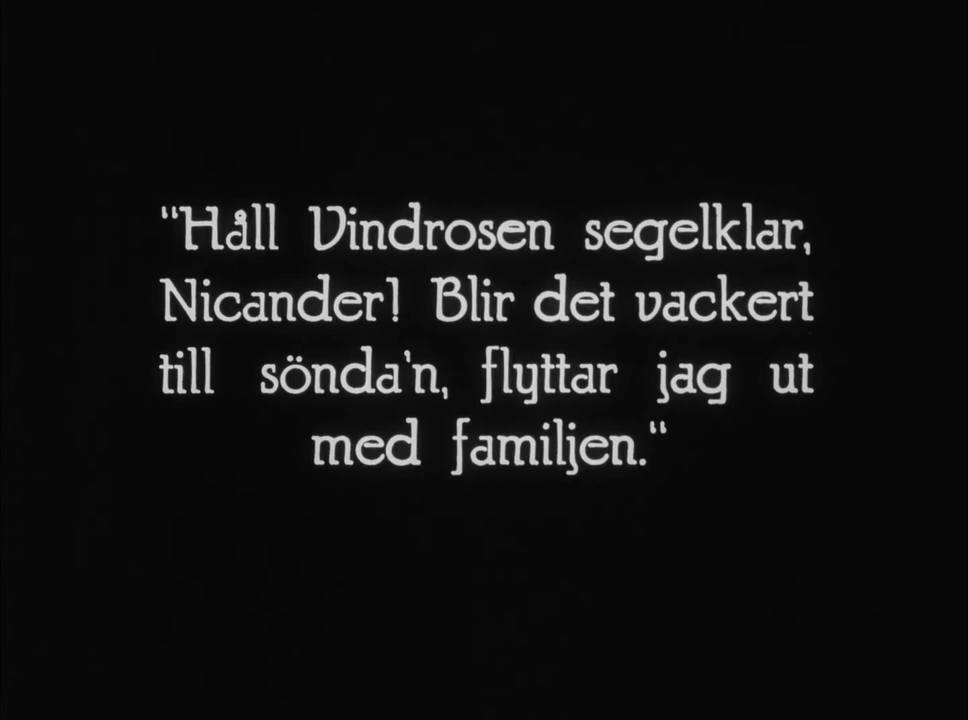 “Håll Vindrosen segelklar,
Nicander! Blir det vackert
till sönda'n, flyttar jag ut
med familjen.“